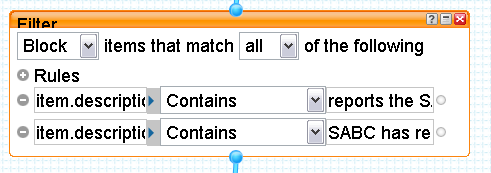 Filter
Block items that match all of the following
Rules
item.descriptio Contains reports the SA
item.descriptio Contains SABC has re